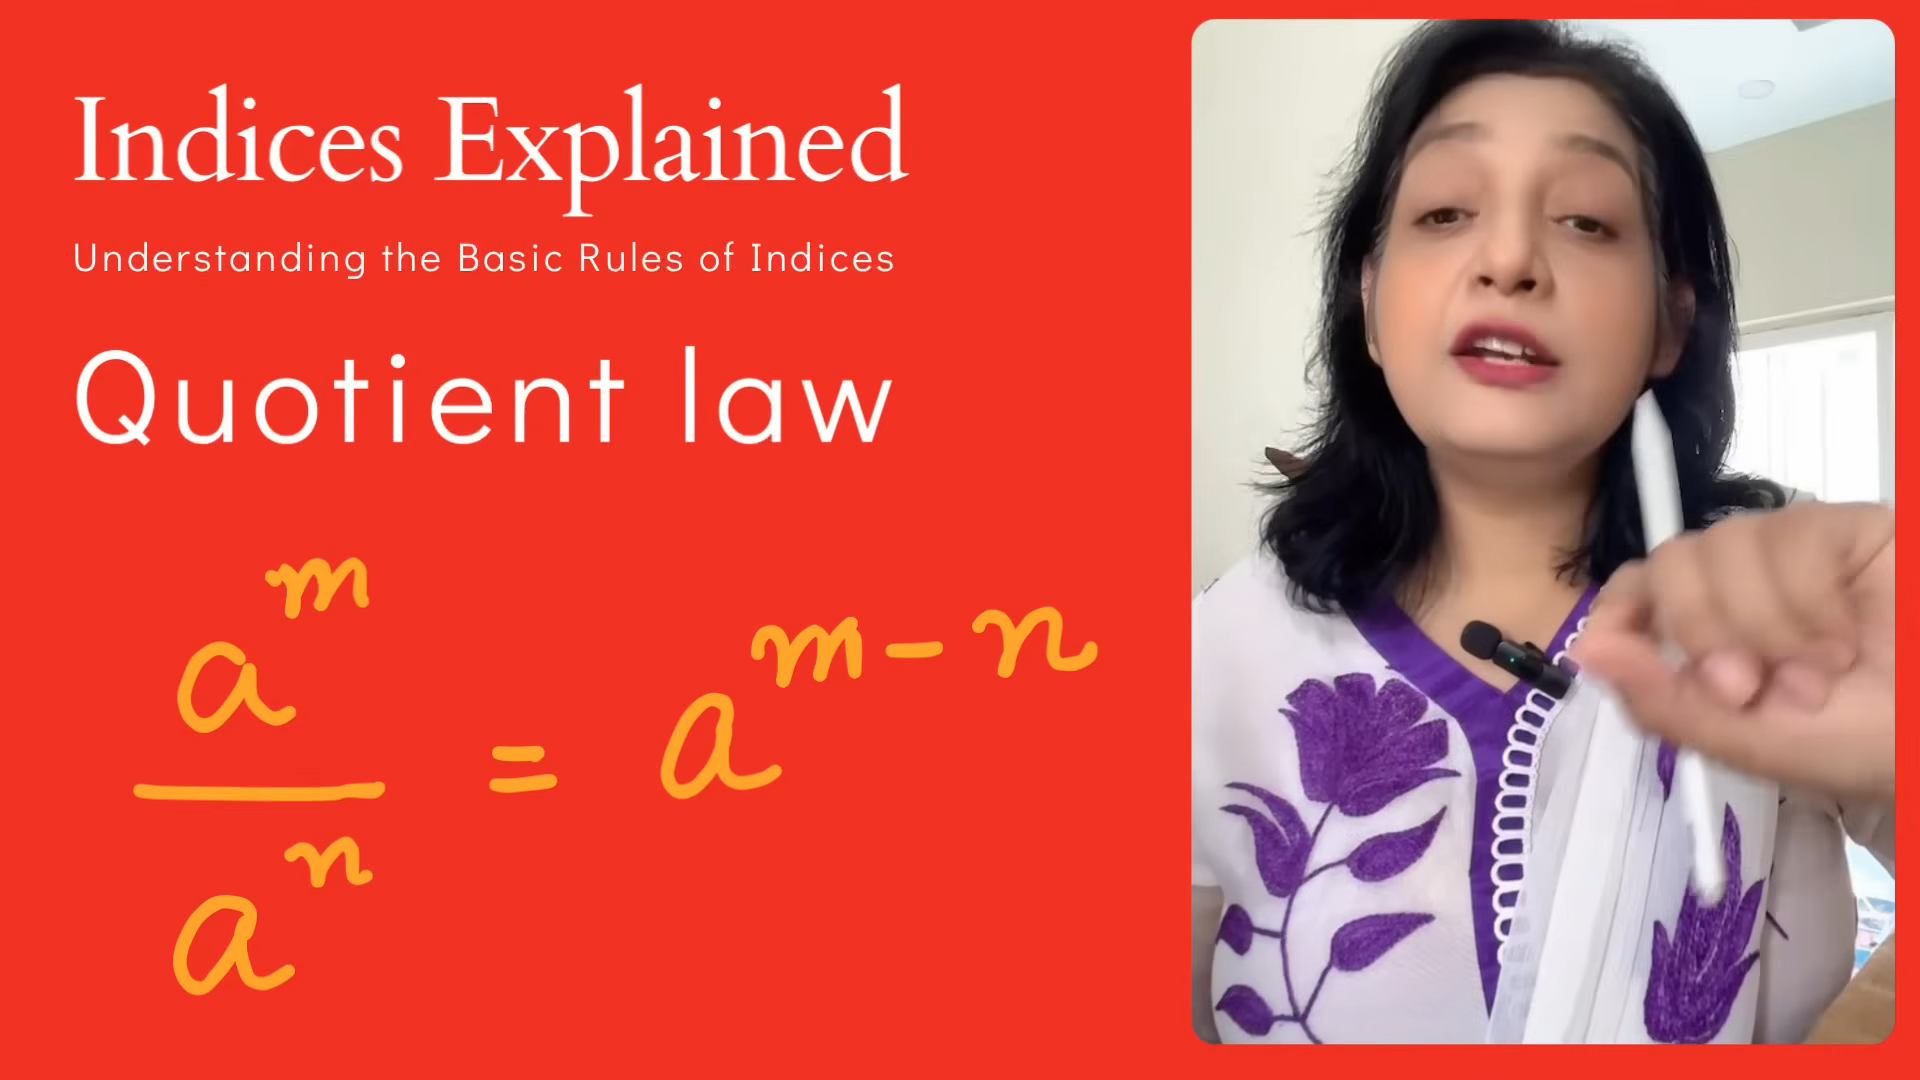 Indices Explained
Understanding the Basic Rules of Indices
Quotient law
a^m / a^n = a^(m-n)